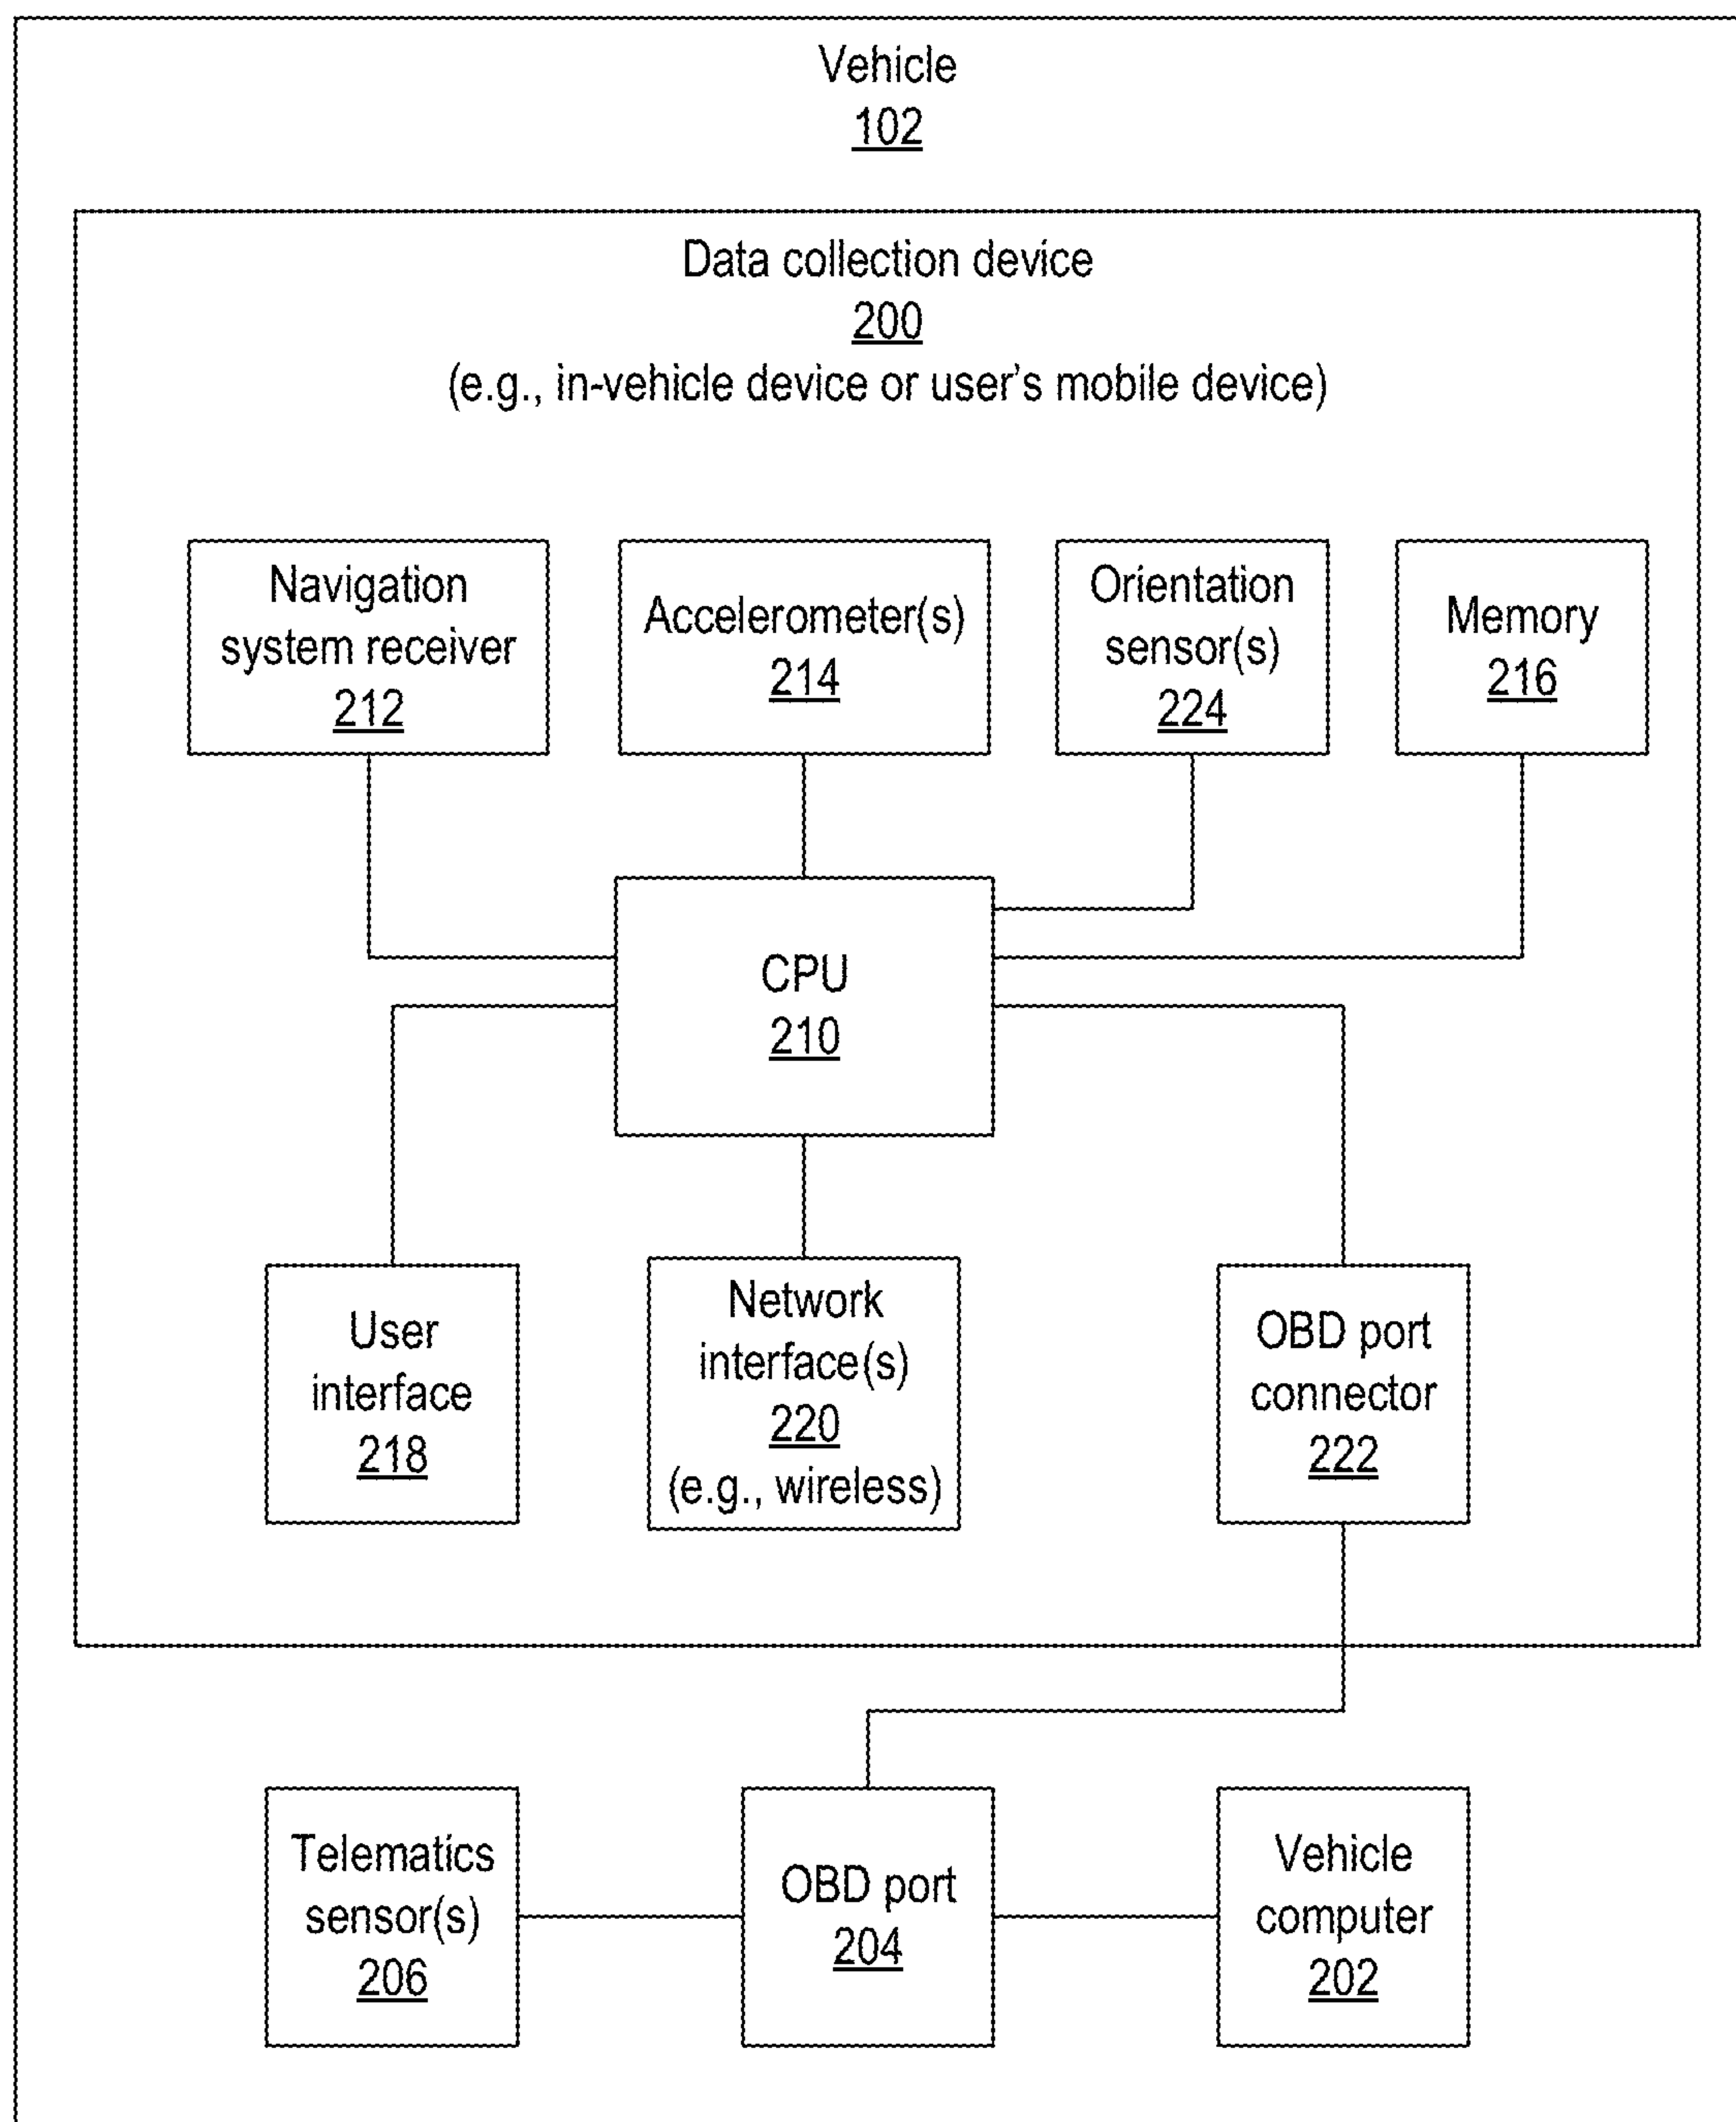 Vehicle
102
Data collection device
200
(e.g., in-vehicle device or user's mobile device)
Navigation
system receiver
212
Accelerometer(s)
214
Orientation
sensor(s)
224
Memory
216
CPU
210
User
interface
218
Network
interface(s)
220
(e.g., wireless)
OBD port
connector
222
Telematics
sensor(s)
206
OBD port
204
Vehicle
computer
202